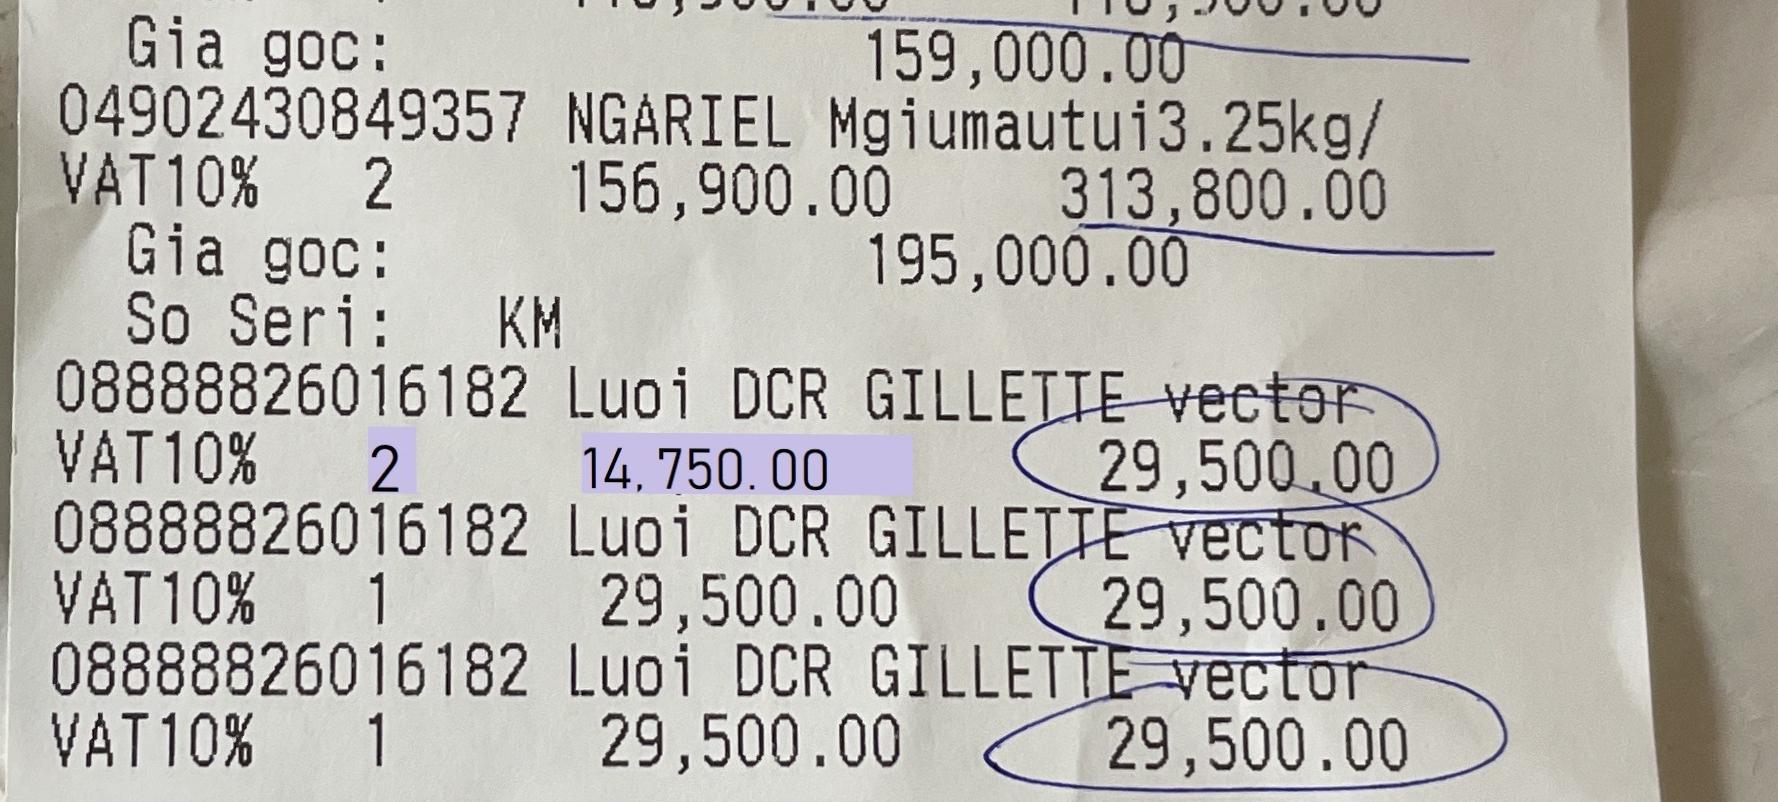 Gia goc: 159,000.00
04902430849357 NGARIEL Mgiumautui3.25kg/
VAT10% 2 156,900.00 313,800.00
Gia goc: 195,000.00
So Seri: KM
08888826016182 Luoi DCR GILLETTE vector
VAT10% 2 14,750.00 29,500.00
08888826016182 Luoi DCR GILLETTE vector
VAT10% 1 29,500.00 29,500.00
08888826016182 Luoi DCR GILLETTE vector
VAT10% 1 29,500.00 29,500.00